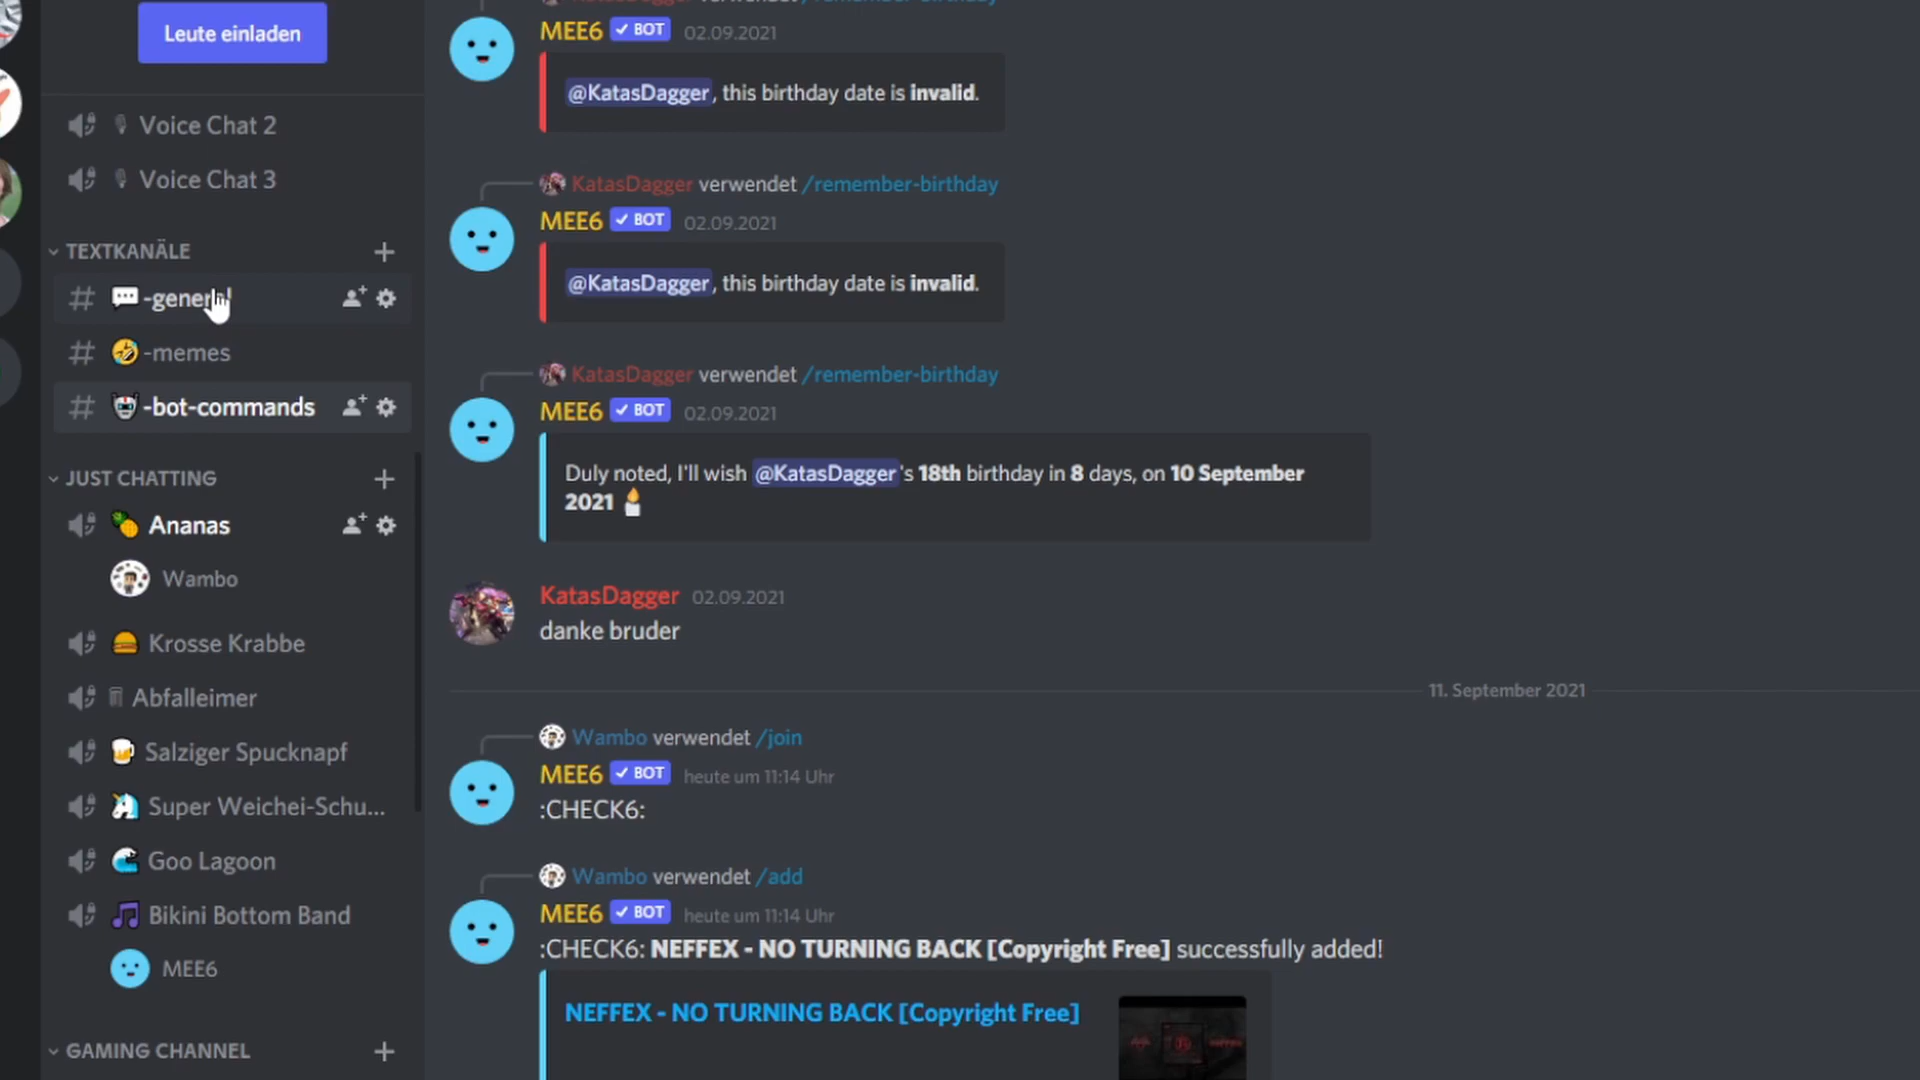 Leute einladen
Voice Chat 2
Voice Chat 3
TEXTKANÄLE
-general
-memes
-bot-commands
JUST CHATTING
Ananas
Wambo
Krosse Krabbe
Abfalleimer
Salziger Spucknapf
Super Weichei-Schu...
Goo Lagoon
Bikini Bottom Band
MEE6
GAMING CHANNEL
KatasDagger verwendet /remember-birthday
MEE6 BOT 02.09.2021
@KatasDagger, this birthday date is invalid.
KatasDagger verwendet /remember-birthday
MEE6 BOT 02.09.2021
@KatasDagger, this birthday date is invalid.
KatasDagger verwendet /remember-birthday
MEE6 BOT 02.09.2021
Duly noted, I'll wish @KatasDagger's 18th birthday in 8 days, on 10 September
2021
KatasDagger 02.09.2021
danke bruder
11. September 2021
Wambo verwendet /join
MEE6 BOT heute um 11:14 Uhr
:CHECK6:
Wambo verwendet /add
MEE6 BOT heute um 11:14 Uhr
:CHECK6: NEFFEX - NO TURNING BACK [Copyright Free] successfully added!
NEFFEX - NO TURNING BACK [Copyright Free]